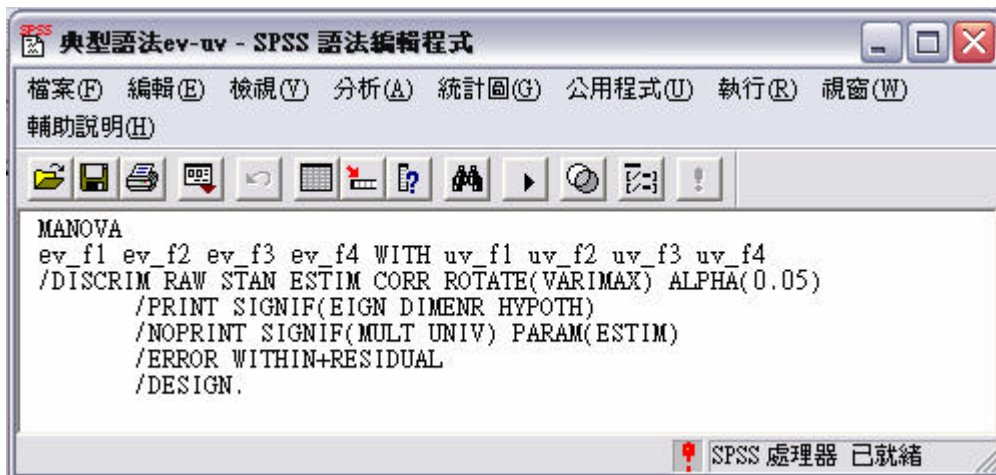 典型語法ev-uv - SPSS 語法編輯程式
檔案(F) 編輯(E) 檢視(V) 分析(A) 統計圖(G) 公用程式(U) 執行(R) 視窗(W)
輔助說明(H)
MANOVA
ev_f1 ev_f2 ev_f3 ev_f4 WITH uv_f1 uv_f2 uv_f3 uv_f4
/DISCRIM RAW STAN ESTIM CORR ROTATE(VARIMAX) ALPHA(0.05)
/PRINT SIGNIF(EIGN DIMENR HYPOTH)
/NOPRINT SIGNIF(MULT UNIV) PARAM(ESTIM)
/ERROR WITHIN+RESIDUAL
/DESIGN.
SPSS 處理器 已就緒